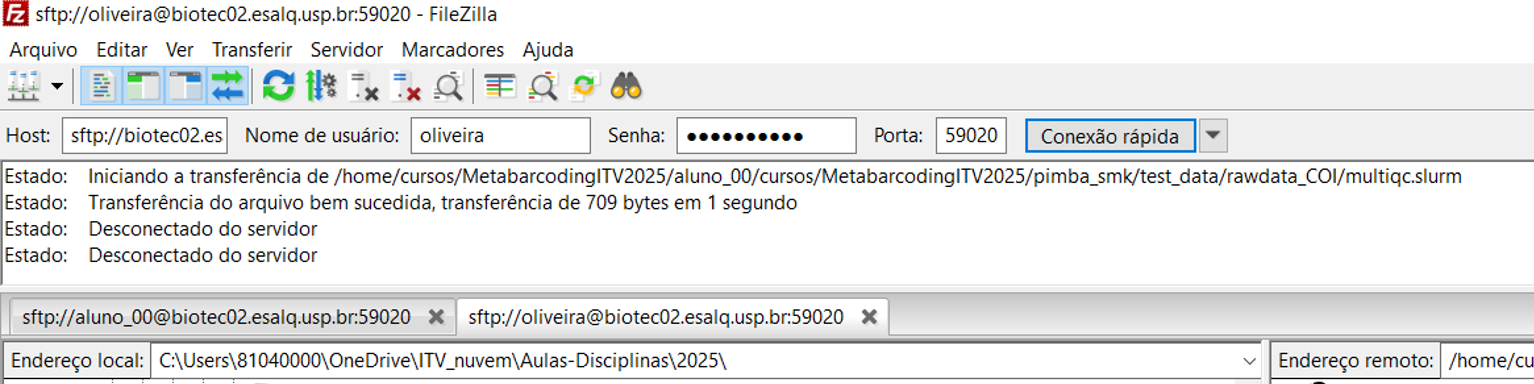 sftp://oliveira@biotec02.esalq.usp.br:59020 - FileZilla
Arquivo Editar Ver Transferir Servidor Marcadores Ajuda
Host: sftp://biotec02.es Nome de usuário: oliveira Senha: ●●●●●●●●●● Porta: 59020 Conexão rápida
Estado: Iniciando a transferência de /home/cursos/MetabarcodingITV2025/aluno_00/cursos/MetabarcodingITV2025/pimba_smk/test_data/rawdata_COI/multiqc.slurm
Estado: Transferência do arquivo bem sucedida, transferência de 709 bytes em 1 segundo
Estado: Desconectado do servidor
Estado: Desconectado do servidor
sftp://aluno_00@biotec02.esalq.usp.br:59020 sftp://oliveira@biotec02.esalq.usp.br:59020
Endereço local: C:\Users\81040000\OneDrive\ITV_nuvem\Aulas-Disciplinas\2025\ Endereço remoto: /home/cu